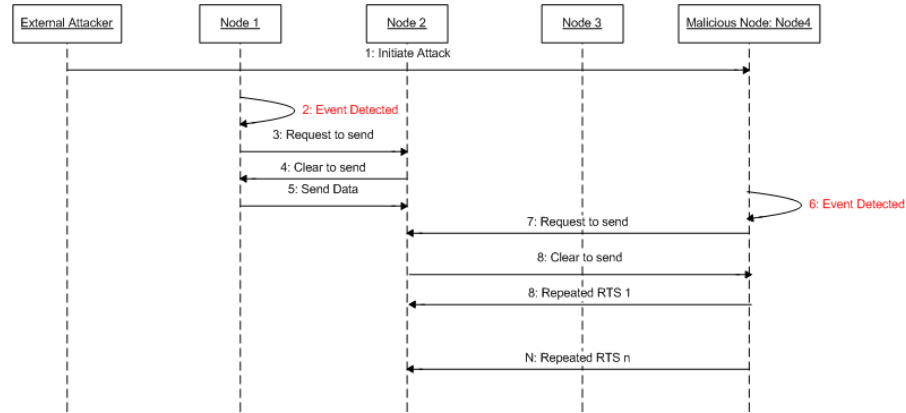 External Attacker
Node 1
Node 2
Node 3
Malicious Node: Node4
1: Initiate Attack
2: Event Detected
3: Request to send
4: Clear to send
5: Send Data
6: Event Detected
7: Request to send
8: Clear to send
8: Repeated RTS 1
N: Repeated RTS n